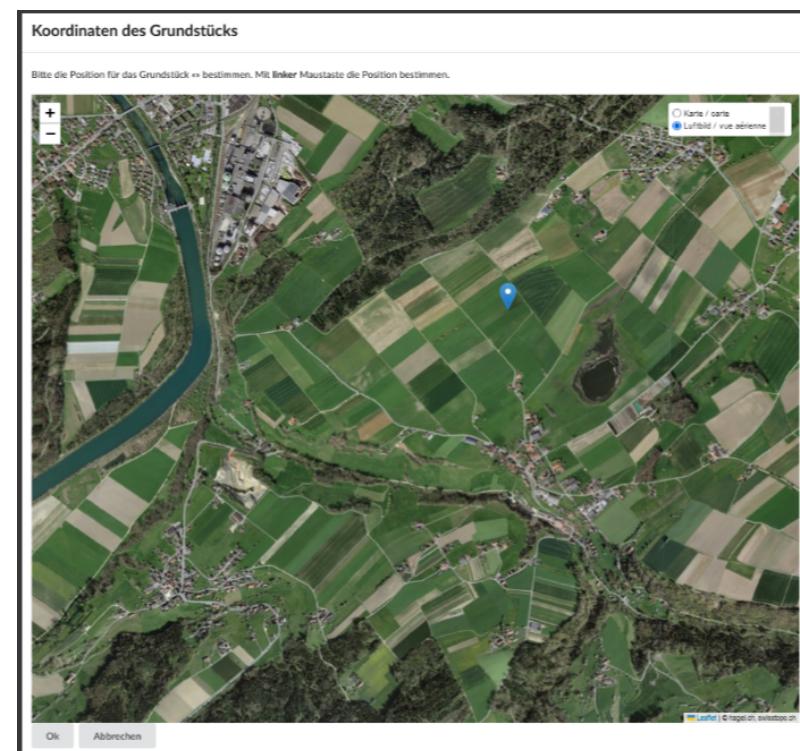 Koordinaten des Grundstücks
Bitte die Position für das Grundstück «» bestimmen. Mit linker Maustaste die Position bestimmen.
+
−
Karte / carte
Luftbild / vue aérienne
Leaflet | © hagel.ch, swisstopo.ch
Ok
Abbrechen